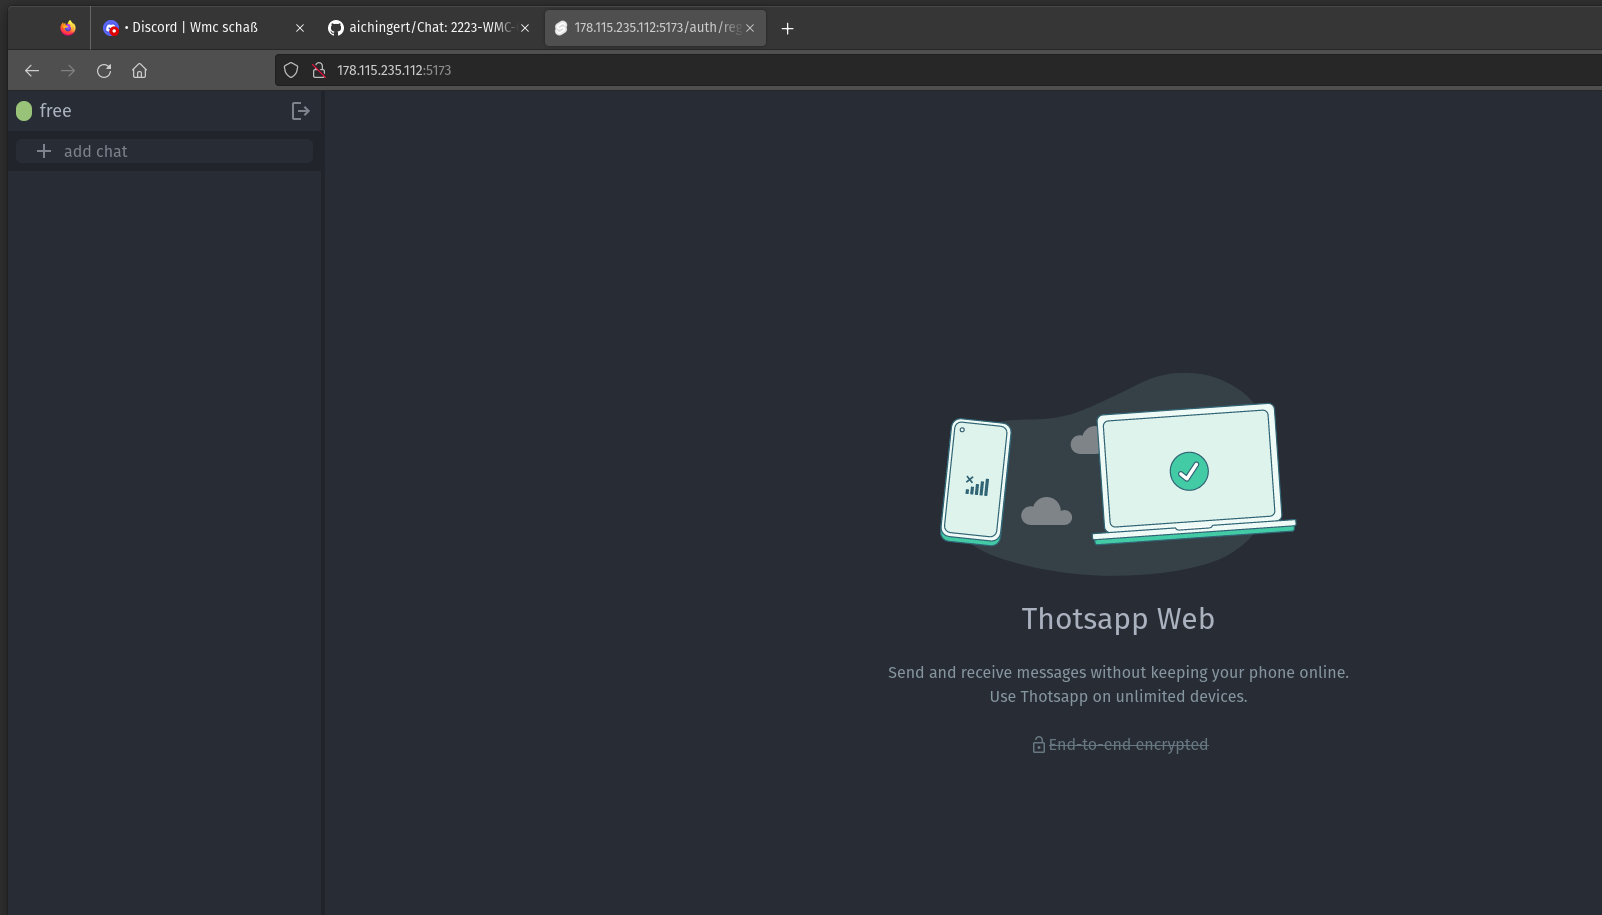 • Discord | Wmc schaß
aichingert/Chat: 2223-WMC-
178.115.235.112:5173/auth/reg
178.115.235.112:5173
free
add chat
Thotsapp Web
Send and receive messages without keeping your phone online.
Use Thotsapp on unlimited devices.
End-to-end encrypted